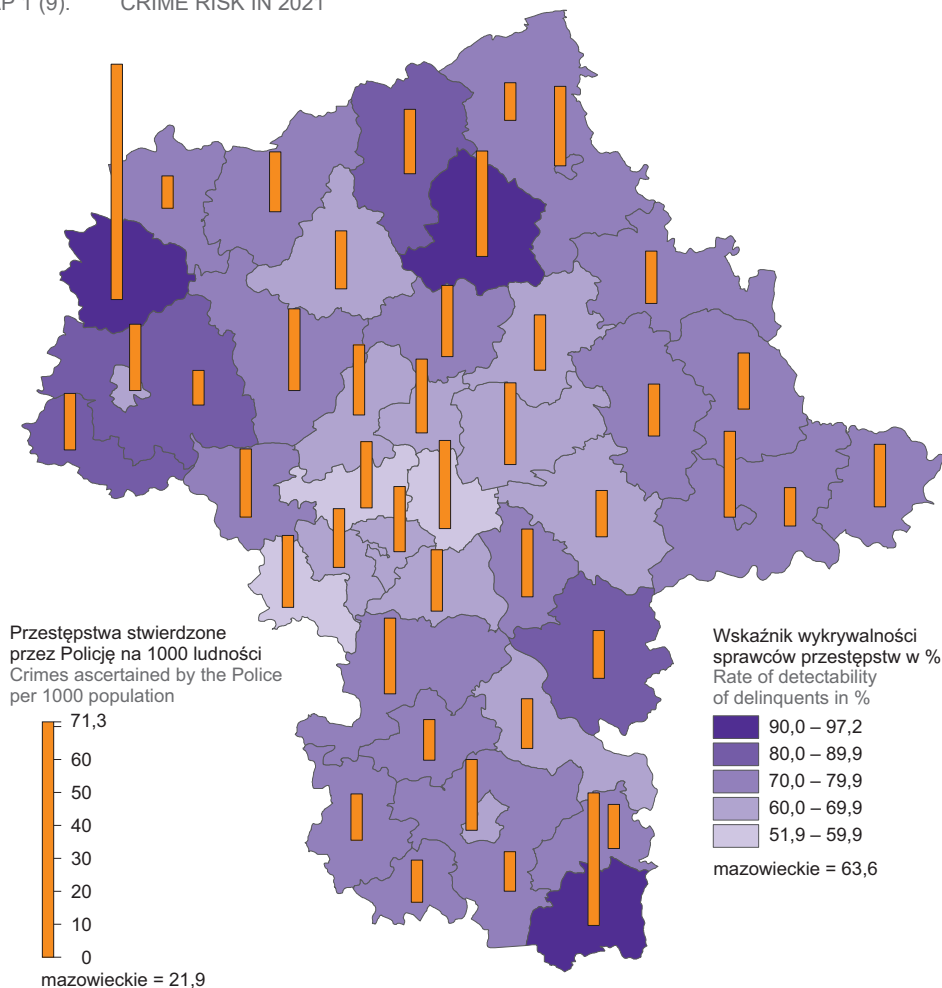 CRIME RISK IN 2021
Przestępstwa stwierdzone
przez Policję na 1000 ludności
Crimes ascertained by the Police
per 1000 population
71,3
60
50
40
30
20
10
0
mazowieckie = 21,9
Wskaźnik wykrywalności
sprawców przestępstw w %
Rate of detectability
of delinquents in %
90,0 – 97,2
80,0 – 89,9
70,0 – 79,9
60,0 – 69,9
51,9 – 59,9
mazowieckie = 63,6